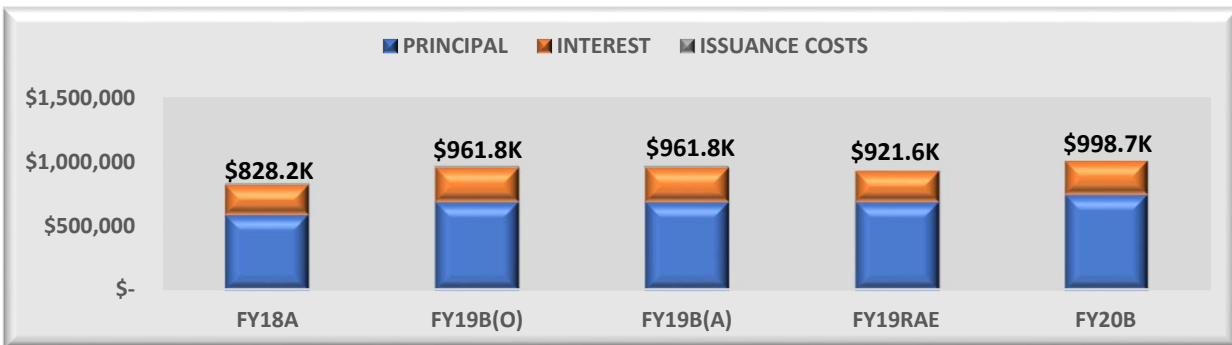 PRINCIPAL INTEREST ISSUANCE COSTS
$1,500,000
$1,000,000
$500,000
$-
$828.2K $961.8K $961.8K $921.6K $998.7K
FY18A FY19B(O) FY19B(A) FY19RAE FY20B